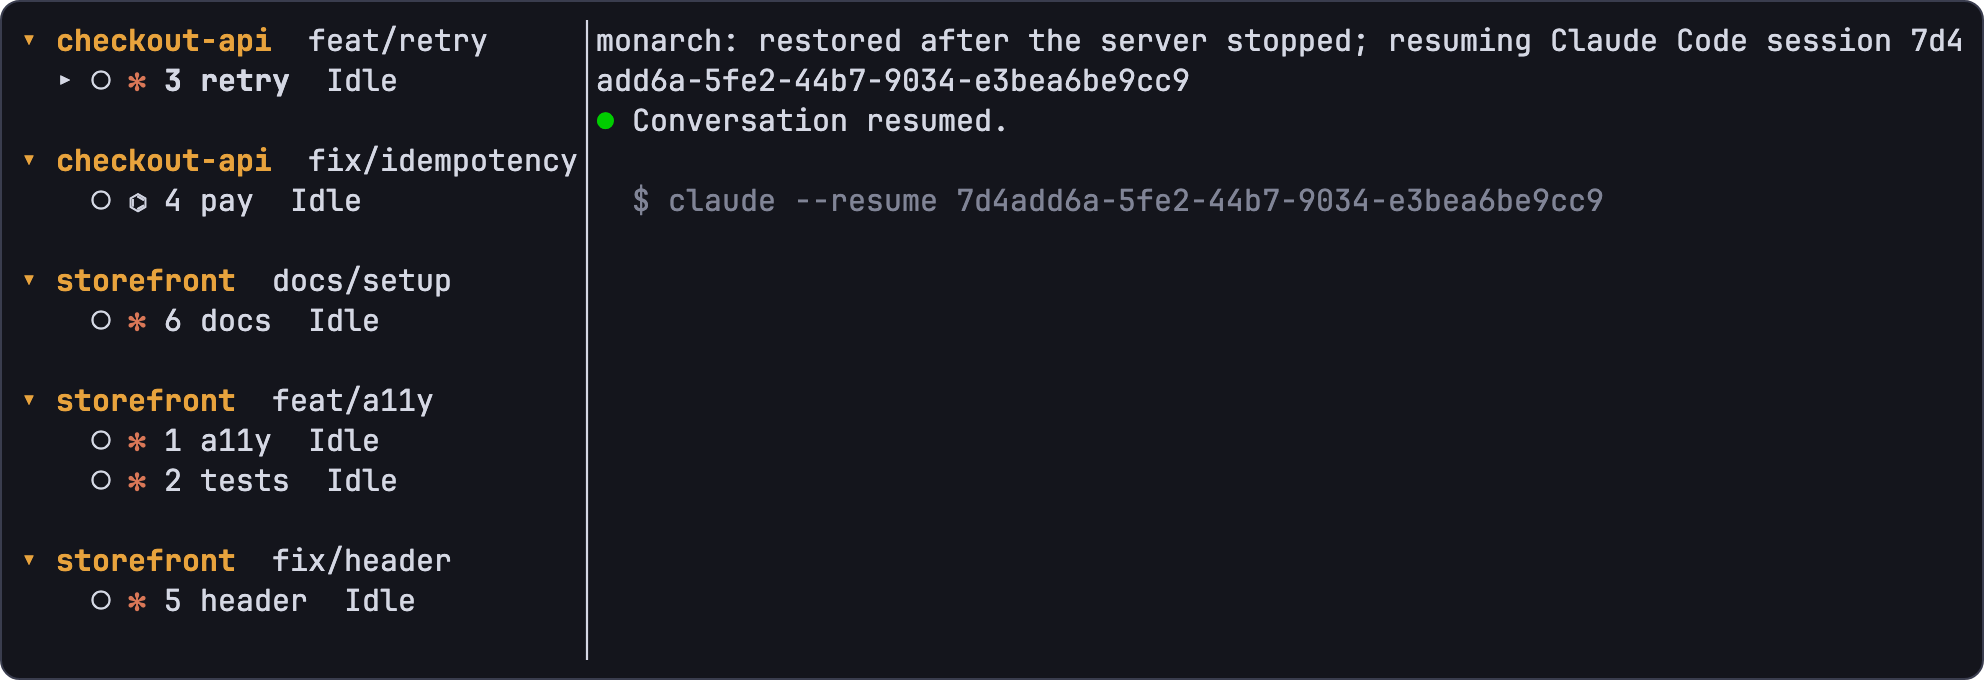 ▾ checkout-api  feat/retry
▸ ○ ✻ 3 retry  Idle
▾ checkout-api  fix/idempotency
○ ⌬ 4 pay  Idle
▾ storefront  docs/setup
○ ✻ 6 docs  Idle
▾ storefront  feat/a11y
○ ✻ 1 a11y  Idle
○ ✻ 2 tests  Idle
▾ storefront  fix/header
○ ✻ 5 header  Idle
monarch: restored after the server stopped; resuming Claude Code session 7d4
add6a-5fe2-44b7-9034-e3bea6be9cc9
● Conversation resumed.
$ claude --resume 7d4add6a-5fe2-44b7-9034-e3bea6be9cc9